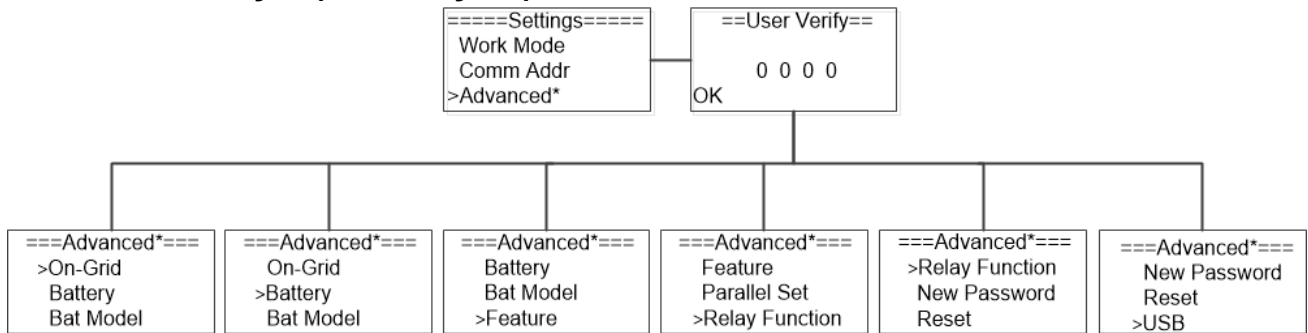 =====Settings=====
Work Mode
Comm Addr
>Advanced*
==User Verify==
0 0 0 0
OK
===Advanced*===
>On-Grid
Battery
Bat Model
===Advanced*===
On-Grid
>Battery
Bat Model
===Advanced*===
Battery
Bat Model
>Feature
===Advanced*===
Feature
Parallel Set
>Relay Function
===Advanced*===
>Relay Function
New Password
Reset
===Advanced*===
New Password
Reset
>USB